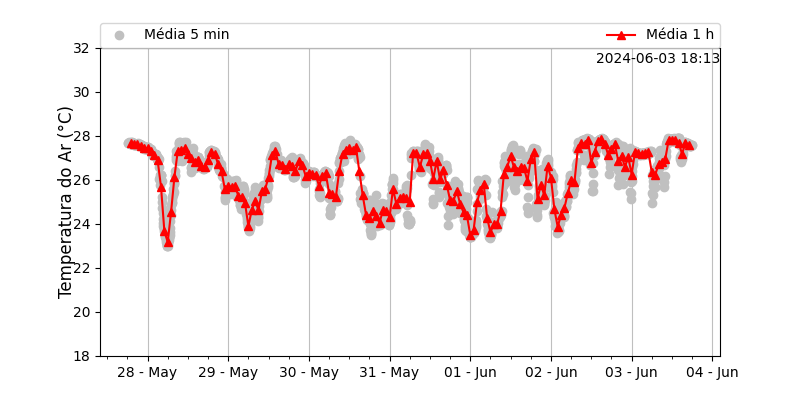 Média 5 min
Média 1 h
2024-06-03 18:13
Temperatura do Ar (°C)
32
30
28
26
24
22
20
18
28 - May
29 - May
30 - May
31 - May
01 - Jun
02 - Jun
03 - Jun
04 - Jun